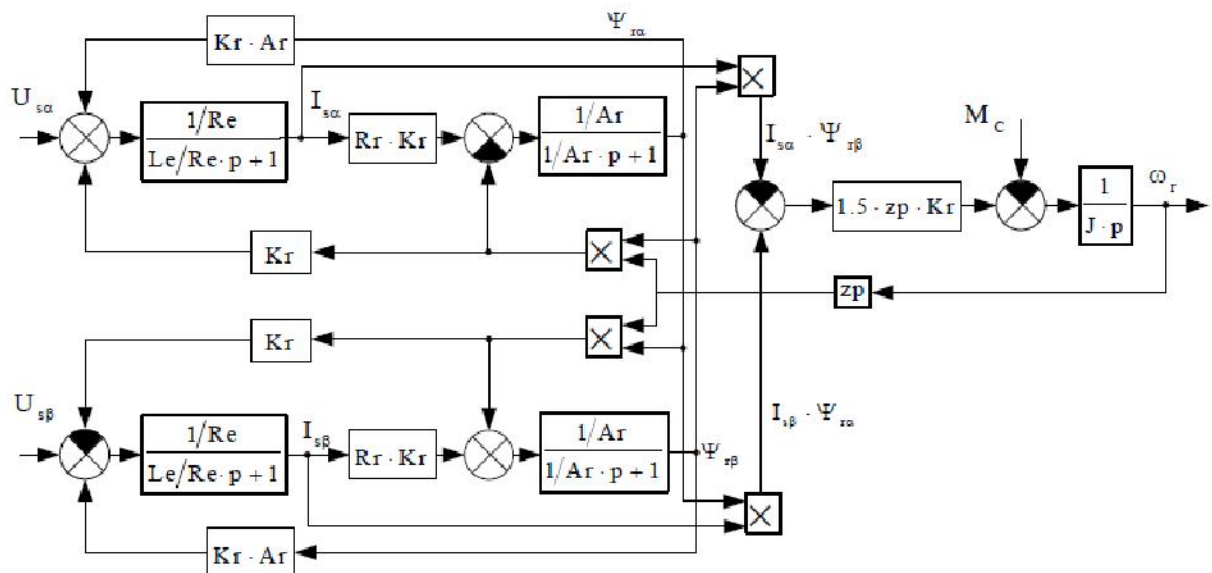 Kr · Ar
Ψrα
Usα
1/Re
Le/Re · p + 1
Isα
Rr · Kr
1/Ar
1/Ar · p + 1
×
Isα · Ψrβ
Mc
1.5 · zp · Kr
1
J · p
ωr
Kr
×
zp
Kr
×
Usβ
1/Re
Le/Re · p + 1
Isβ
Rr · Kr
1/Ar
1/Ar · p + 1
Ψrβ
Isβ · Ψrα
×
Kr · Ar